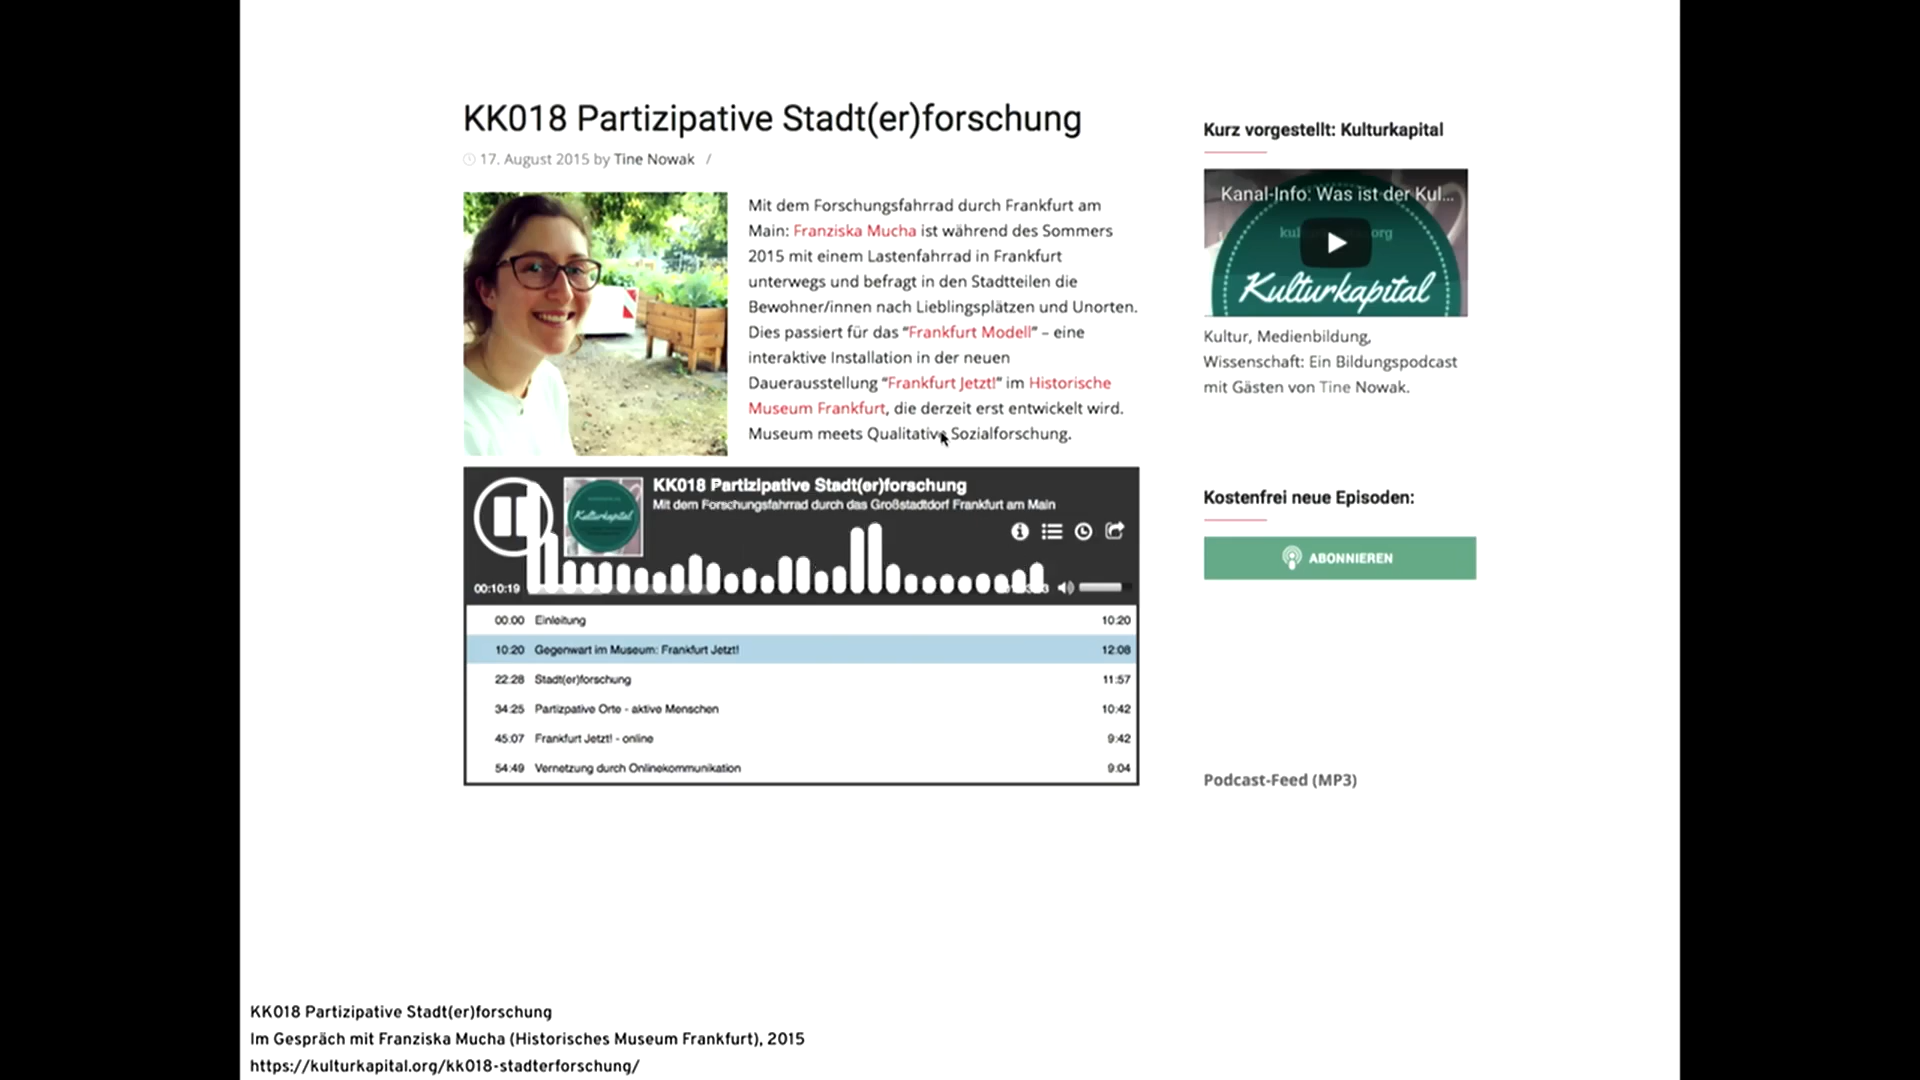 KK018 Partizipative Stadt(er)forschung
17. August 2015 by Tine Nowak /
Mit dem Forschungsfahrrad durch Frankfurt am
Main: Franziska Mucha ist während des Sommers
2015 mit einem Lastenfahrrad in Frankfurt
unterwegs und befragt in den Stadtteilen die
Bewohner/innen nach Lieblingsplätzen und Unorten.
Dies passiert für das “Frankfurt Modell” – eine
interaktive Installation in der neuen
Dauerausstellung “Frankfurt Jetzt!” im Historische
Museum Frankfurt, die derzeit erst entwickelt wird.
Museum meets Qualitative Sozialforschung.
KK018 Partizipative Stadt(er)forschung
Mit dem Forschungsfahrrad durch das Großstadtdorf Frankfurt am Main
Kulturkapital
00:10:19
00:00 Einleitung 10:20
10:20 Gegenwart im Museum: Frankfurt Jetzt! 12:08
22:28 Stadt(er)forschung 11:57
34:25 Partizpative Orte - aktive Menschen 10:42
45:07 Frankfurt Jetzt! - online 9:42
54:49 Vernetzung durch Onlinekommunikation 9:04
Kurz vorgestellt: Kulturkapital
Kanal-Info: Was ist der Kul...
Kulturkapital
Kultur, Medienbildung,
Wissenschaft: Ein Bildungspodcast
mit Gästen von Tine Nowak.
Kostenfrei neue Episoden:
ABONNIEREN
Podcast-Feed (MP3)
KK018 Partizipative Stadt(er)forschung
Im Gespräch mit Franziska Mucha (Historisches Museum Frankfurt), 2015
https://kulturkapital.org/kk018-stadterforschung/